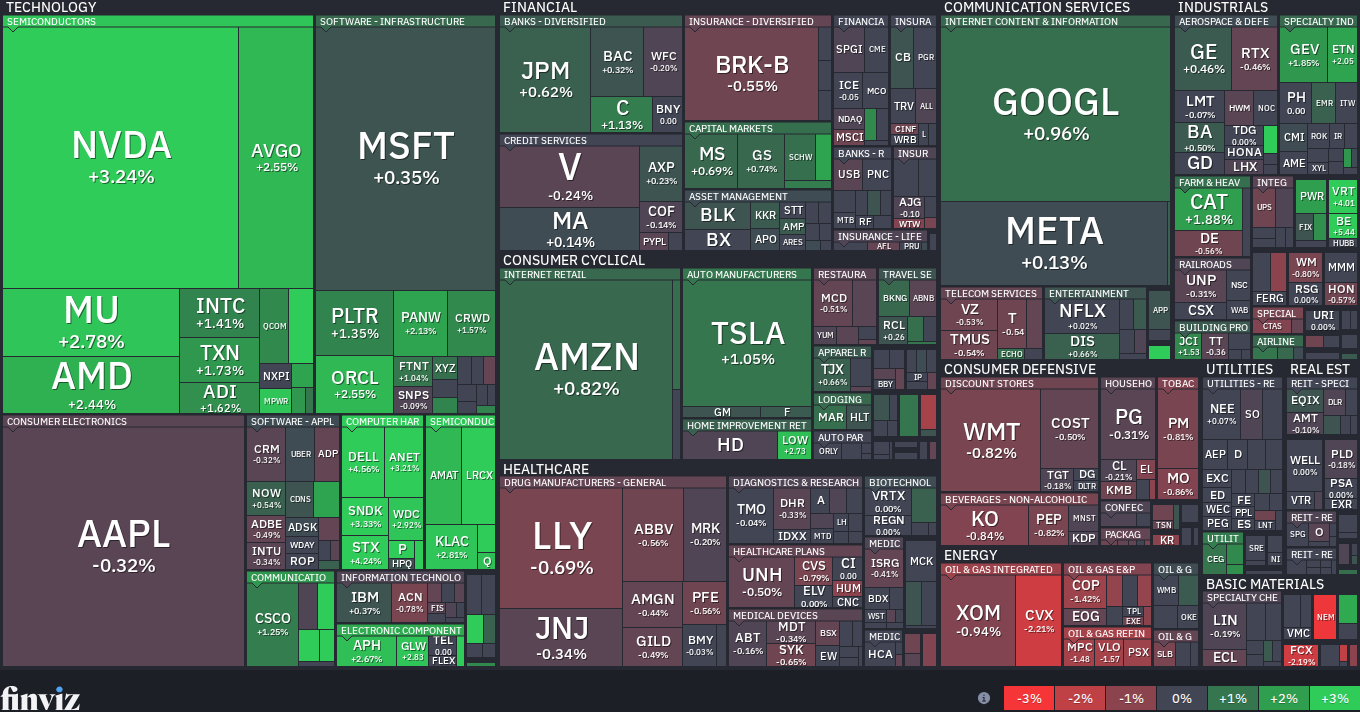 TECHNOLOGY
SEMICONDUCTORS
NVDA
+3.24%
AVGO
+2.55%
MU
+2.78%
AMD
+2.44%
INTC
+1.41%
TXN
+1.73%
ADI
+1.62%
QCOM
NXPI
MPWR
SOFTWARE - INFRASTRUCTURE
MSFT
+0.35%
PLTR
+1.35%
PANW
+2.13%
CRWD
+1.57%
ORCL
+2.55%
FTNT
+1.04%
XYZ
SNPS
-0.09%
CONSUMER ELECTRONICS
AAPL
-0.32%
SOFTWARE - APPL
CRM
-0.32%
UBER
ADP
NOW
+0.54%
CDNS
ADBE
-0.49%
ADSK
INTU
-0.34%
WDAY
ROP
COMPUTER HAR
DELL
+4.56%
ANET
+3.21%
SNDK
+3.33%
WDC
+2.92%
STX
+4.24%
P
HPQ
SEMICONDUC
AMAT
LRCX
KLAC
+2.81%
Q
COMMUNICATIO
CSCO
+1.25%
INFORMATION TECHNOLO
IBM
+0.37%
ACN
-0.78%
FIS
ELECTRONIC COMPONENT
APH
+2.67%
GLW
+2.83
TEL
0.00
FLEX
FINANCIAL
BANKS - DIVERSIFIED
JPM
+0.62%
BAC
+0.32%
WFC
-0.20%
C
+1.13%
BNY
0.00
CREDIT SERVICES
V
-0.24%
AXP
+0.23%
MA
+0.14%
COF
-0.14%
PYPL
INSURANCE - DIVERSIFIED
BRK-B
-0.55%
CAPITAL MARKETS
MS
+0.69%
GS
+0.74%
SCHW
ASSET MANAGEMENT
BLK
KKR
STT
AMP
BX
APO
ARES
FINANCIA
SPGI
CME
ICE
-0.05
MCO
NDAQ
MSCI
INSURA
CB
PGR
TRV
ALL
CINF
WRB
L
BANKS - R
USB
PNC
MTB
RF
INSUR
AJG
-0.10
WTW
INSURANCE - LIFE
AFL
PRU
CONSUMER CYCLICAL
INTERNET RETAIL
AMZN
+0.82%
AUTO MANUFACTURERS
TSLA
+1.05%
GM
F
HOME IMPROVEMENT RET
HD
LOW
+2.73
RESTAURA
MCD
-0.51%
YUM
TRAVEL SE
BKNG
ABNB
RCL
+0.26
APPAREL R
TJX
+0.66%
BBY
IP
LODGING
MAR
HLT
AUTO PAR
ORLY
HEALTHCARE
DRUG MANUFACTURERS - GENERAL
LLY
-0.69%
JNJ
-0.34%
ABBV
-0.56%
MRK
-0.20%
AMGN
-0.44%
PFE
-0.56%
GILD
-0.49%
BMY
-0.03%
DIAGNOSTICS & RESEARCH
TMO
-0.04%
DHR
-0.33%
A
LH
IDXX
MTD
HEALTHCARE PLANS
UNH
-0.50%
CVS
-0.79%
CI
0.00
ELV
0.00%
HUM
CNC
MEDICAL DEVICES
ABT
-0.16%
MDT
-0.34%
BSX
SYK
-0.65%
EW
BIOTECHNOL
VRTX
0.00%
REGN
0.00%
MEDIC
ISRG
-0.41%
BDX
WST
MCK
MEDIC
HCA
COMMUNICATION SERVICES
INTERNET CONTENT & INFORMATION
GOOGL
+0.96%
META
+0.13%
TELECOM SERVICES
VZ
-0.53%
T
-0.54
TMUS
-0.54%
ECHO
ENTERTAINMENT
NFLX
+0.02%
DIS
+0.66%
APP
CONSUMER DEFENSIVE
DISCOUNT STORES
WMT
-0.82%
COST
-0.50%
TGT
-0.18%
DG
DLTR
BEVERAGES - NON-ALCOHOLIC
KO
-0.84%
PEP
-0.82%
MNST
KDP
HOUSEHO
PG
-0.31%
CL
-0.21%
EL
KMB
TOBAC
PM
-0.81%
MO
-0.86%
CONFEC
PACKAG
TSN
KR
ENERGY
OIL & GAS INTEGRATED
XOM
-0.94%
CVX
-2.21%
OIL & GAS E&P
COP
-1.42%
EOG
TPL
EXE
OIL & GAS REFIN
MPC
-1.48
VLO
-1.57
PSX
OIL & G
WMB
OKE
OIL & G
SLB
INDUSTRIALS
AEROSPACE & DEFE
GE
+0.46%
RTX
-0.46%
LMT
-0.07%
HWM
NOC
BA
+0.50%
TDG
0.00%
HONA
GD
LHX
SPECIALTY IND
GEV
+1.85%
ETN
+2.05
PH
0.00
EMR
ITW
CMI
ROK
IR
AME
XYL
FARM & HEAV
CAT
+1.88%
DE
-0.56%
INTEG
UPS
PWR
FIX
VRT
+4.01
BE
+5.44
HUBB
RAILROADS
UNP
-0.31%
NSC
CSX
WAB
FERG
WM
-0.80%
RSG
0.00%
MMM
HON
-0.57%
BUILDING PRO
JCI
+1.53
TT
-0.36
SPECIAL
CTAS
URI
0.00%
AIRLINE
UTILITIES
UTILITIES - RE
NEE
+0.07%
SO
AEP
D
EXC
ED
FE
WEC
PPL
PEG
ES
LNT
UTILIT
CEG
SRE
NI
REAL EST
REIT - SPECI
EQIX
DLR
AMT
-0.10%
WELL
0.00%
PLD
-0.18%
PSA
0.00%
VTR
EXR
REIT - RE
SPG
O
REIT - RE
BASIC MATERIALS
SPECIALTY CHE
LIN
-0.19%
ECL
VMC
NEM
FCX
-2.19%
finviz
-3%
-2%
-1%
0%
+1%
+2%
+3%